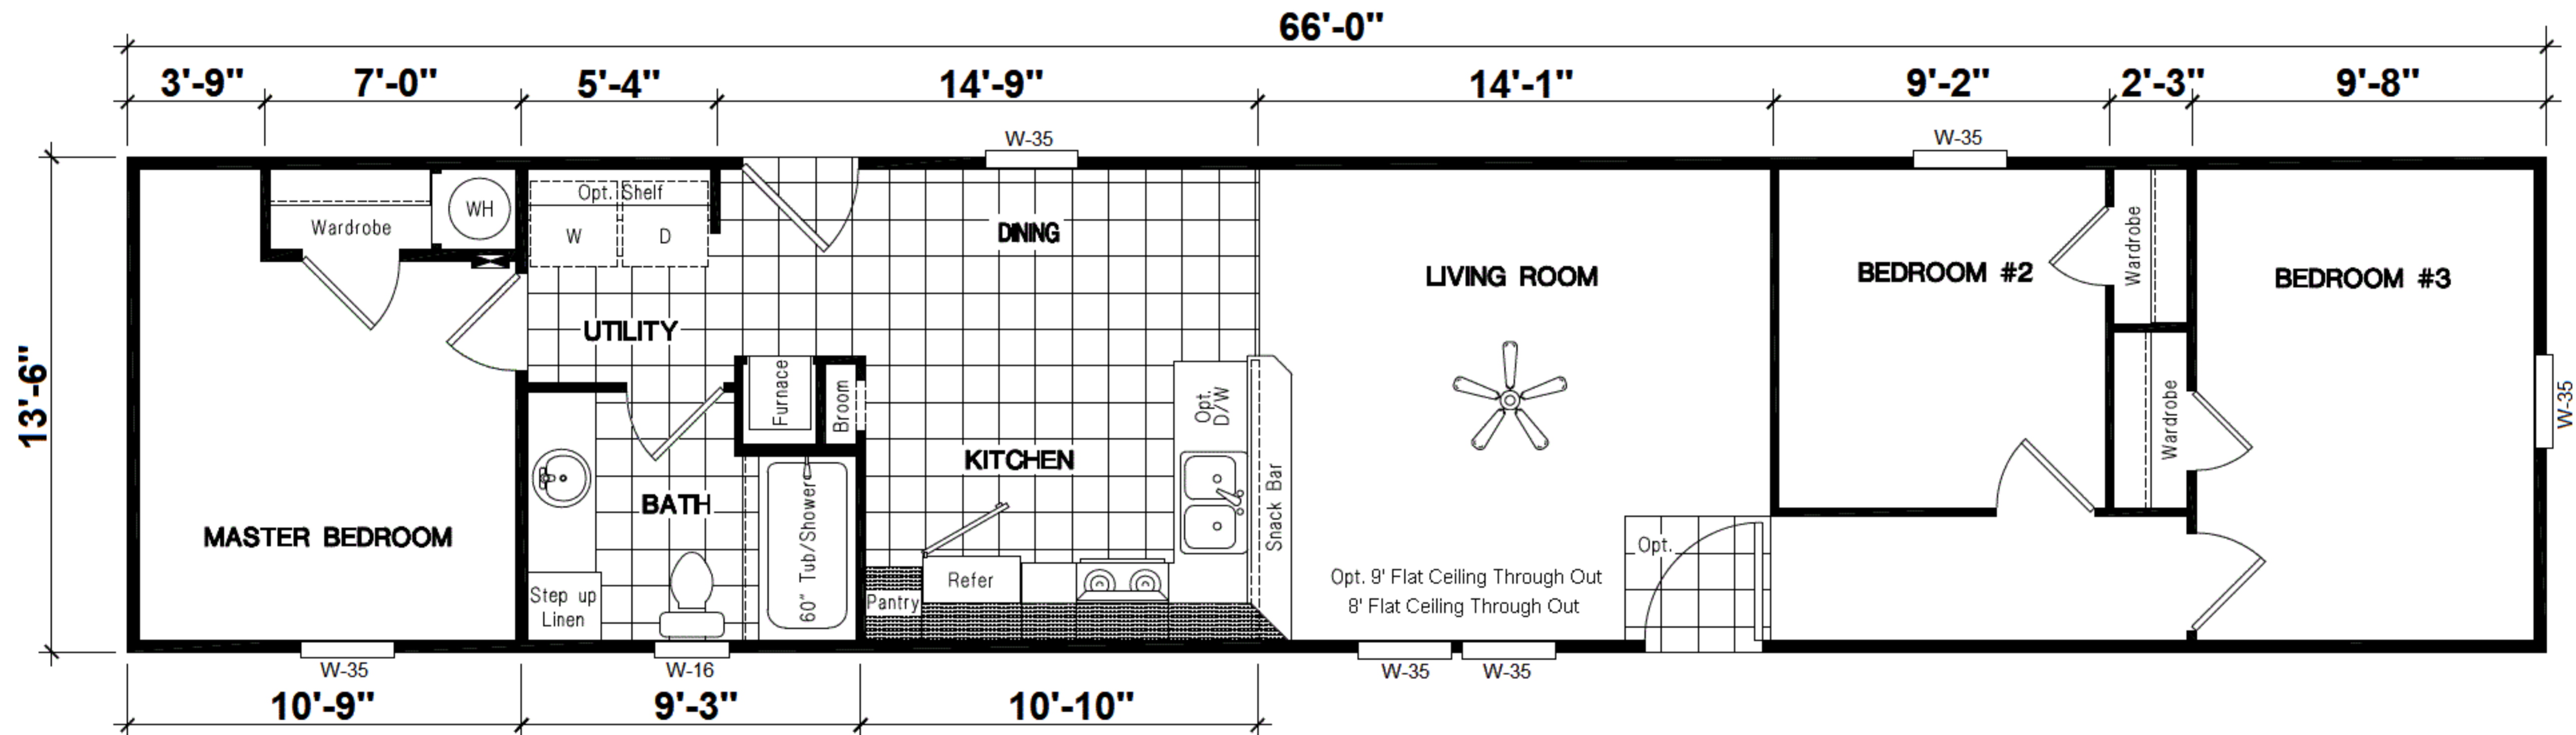 66'-0"
3'-9" 7'-0" 5'-4" 14'-9" 14'-1" 9'-2" 2'-3" 9'-8"
W-35
W-35
13'-6"
Wardrobe
WH
Opt. Shelf
W
D
DINING
LIVING ROOM
BEDROOM #2
Wardrobe
BEDROOM #3
UTILITY
Furnace
Broom
Opt.
D/W
Wardrobe
W-35
KITCHEN
Snack Bar
MASTER BEDROOM
BATH
60" Tub/Shower
Step up
Linen
Pantry
Refer
Opt. 9' Flat Ceiling Through Out
8' Flat Ceiling Through Out
Opt.
W-35
W-16
W-35
W-35
10'-9" 9'-3" 10'-10"